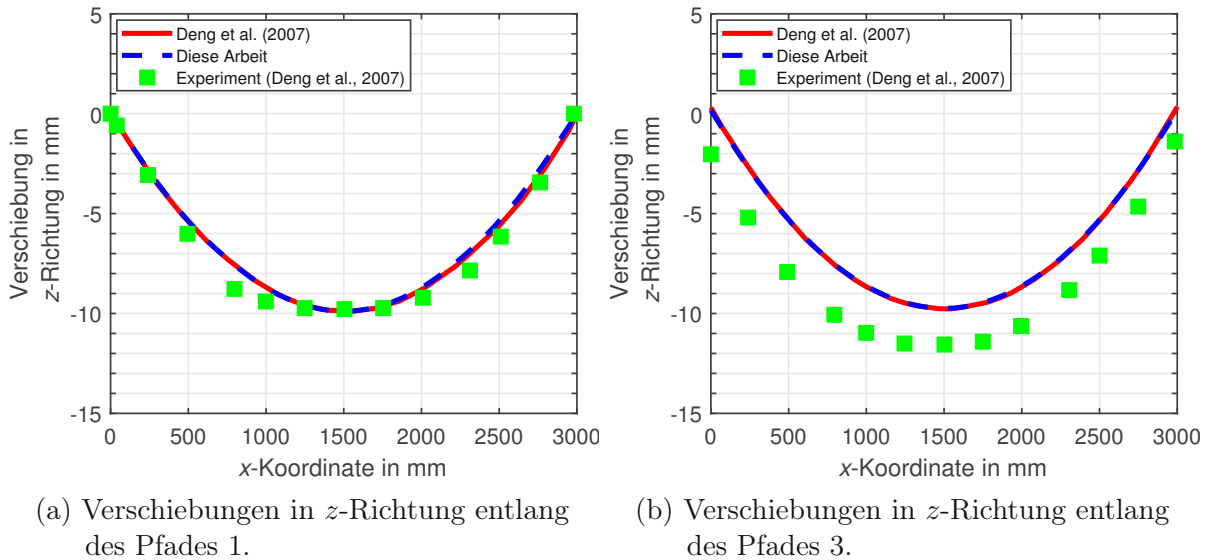 5
0
-5
-10
-15
Verschiebung in
z-Richtung in mm
Deng et al. (2007)
Diese Arbeit
Experiment (Deng et al., 2007)
0 500 1000 1500 2000 2500 3000
x-Koordinate in mm
(a) Verschiebungen in z-Richtung entlang
des Pfades 1.
5
0
-5
-10
-15
Verschiebung in
z-Richtung in mm
Deng et al. (2007)
Diese Arbeit
Experiment (Deng et al., 2007)
0 500 1000 1500 2000 2500 3000
x-Koordinate in mm
(b) Verschiebungen in z-Richtung entlang
des Pfades 3.